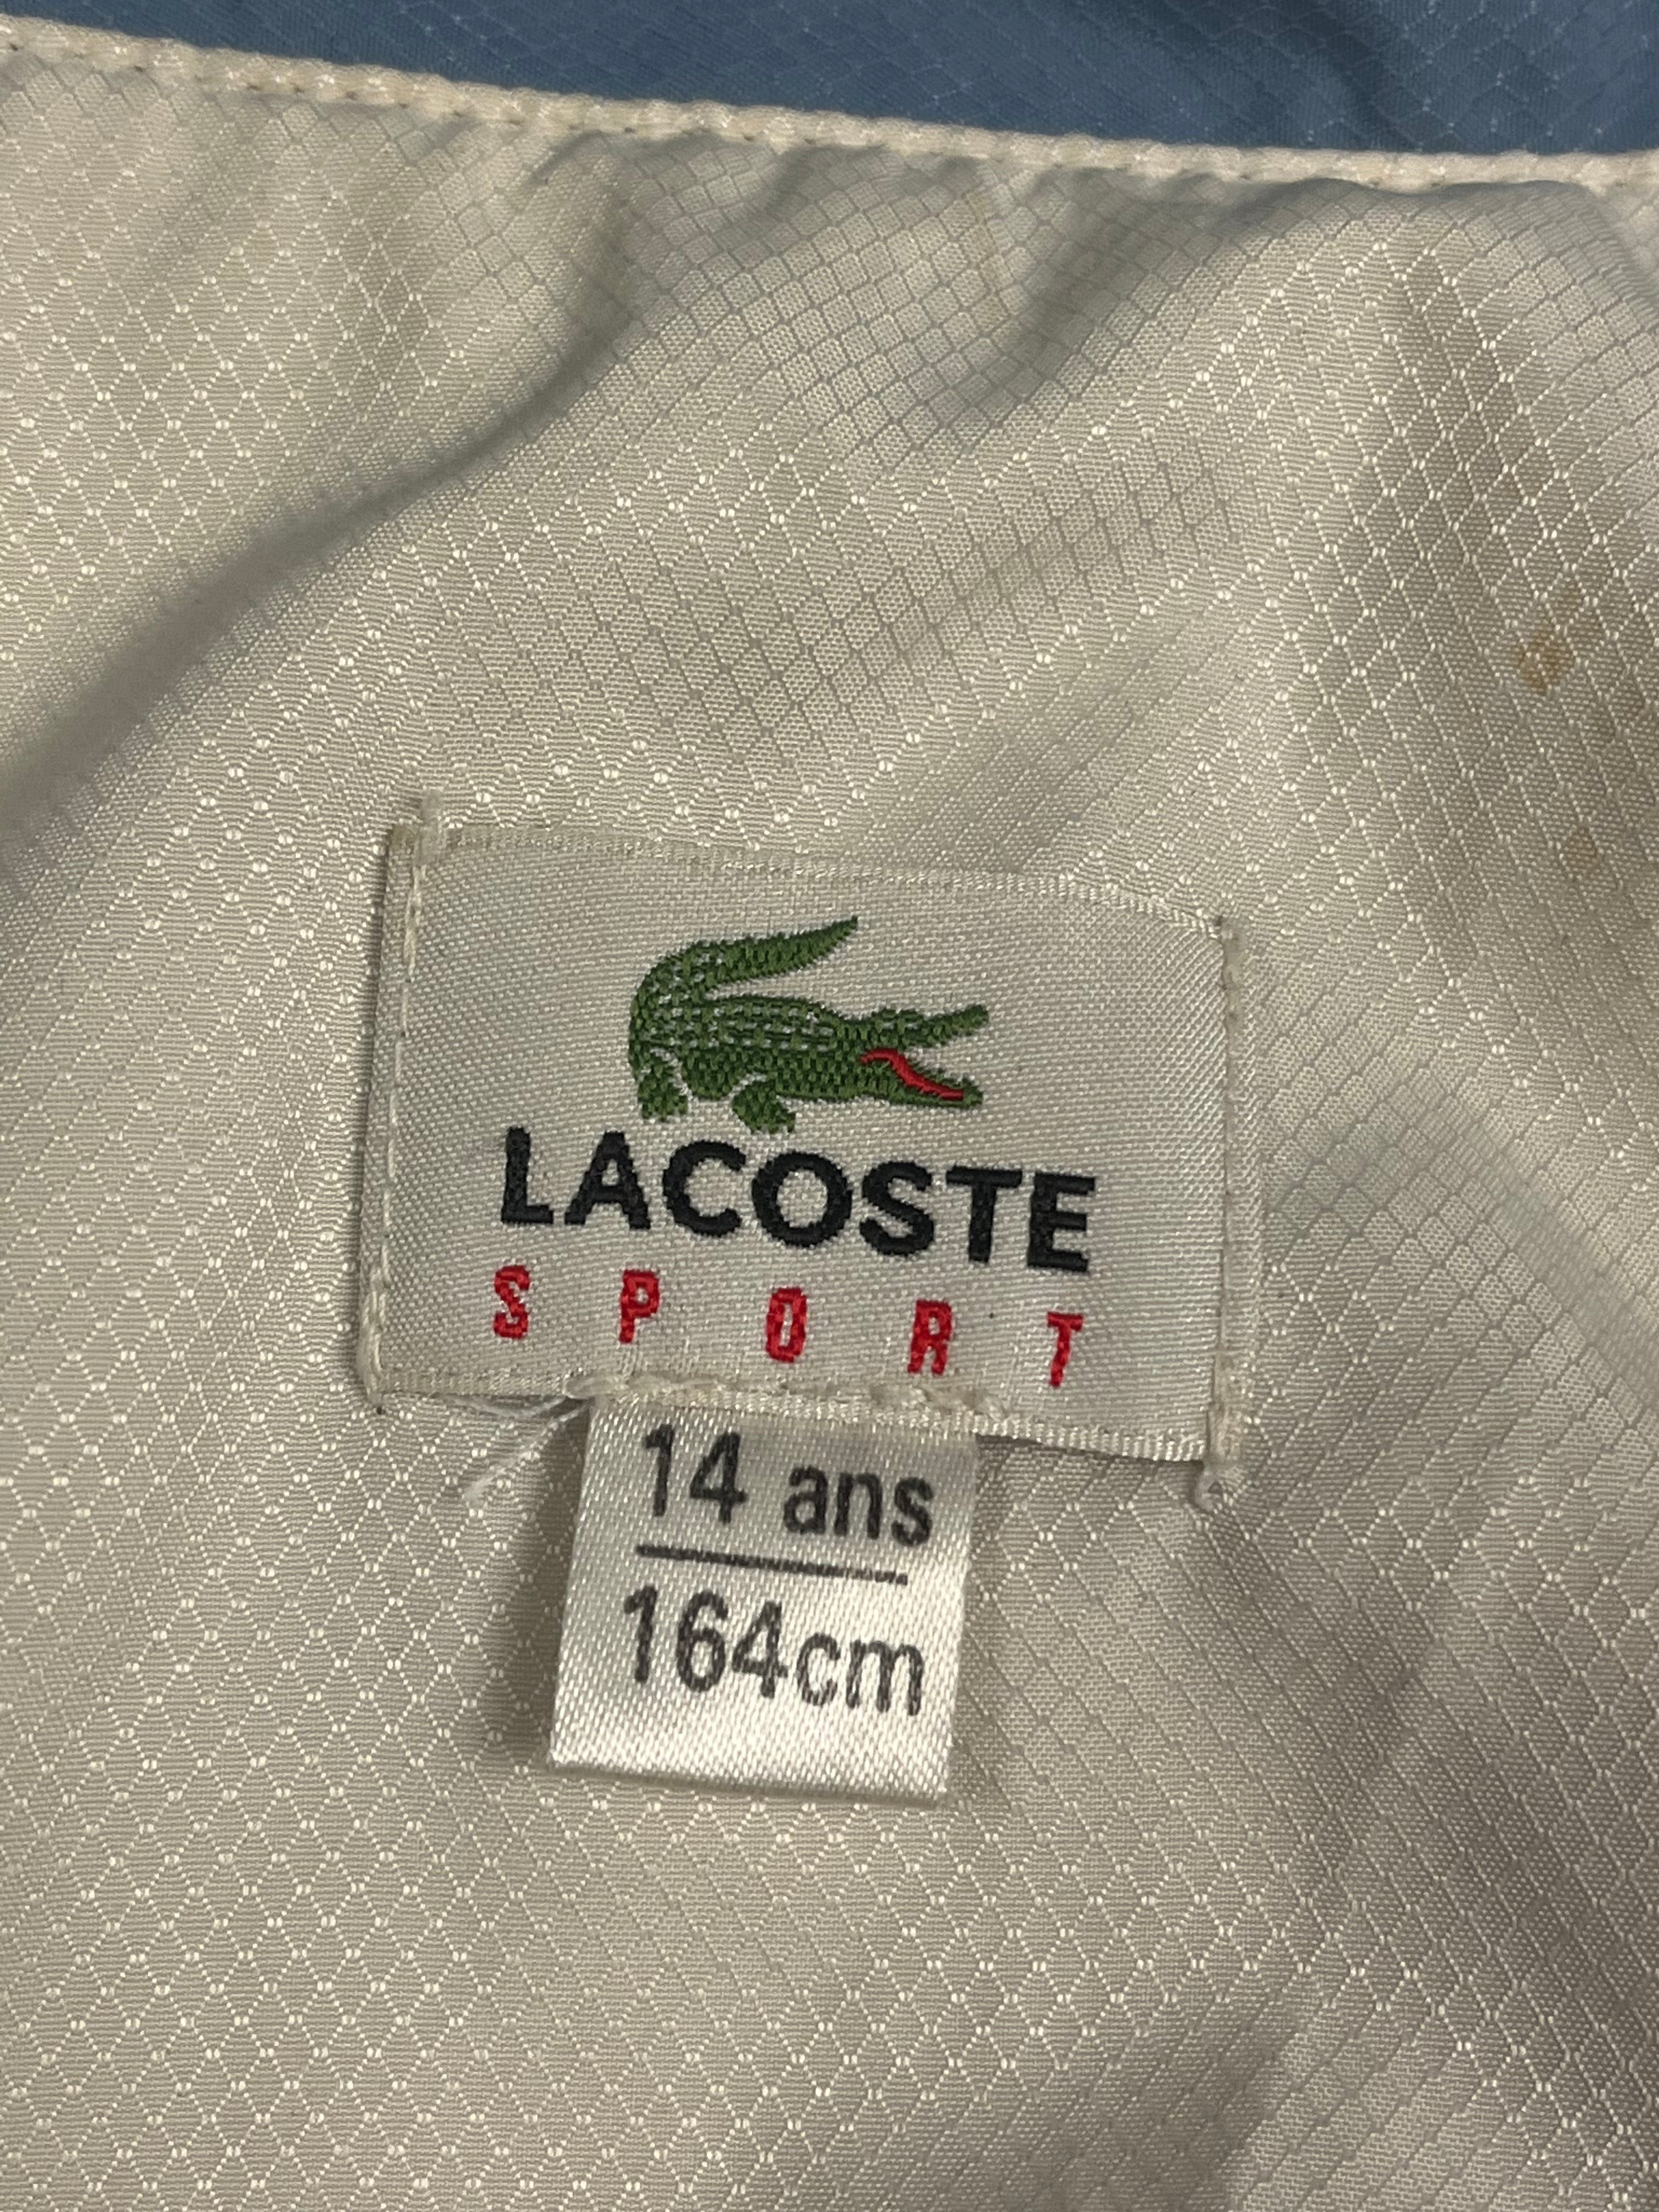 LACOSTE
SPORT
14 ans
164cm